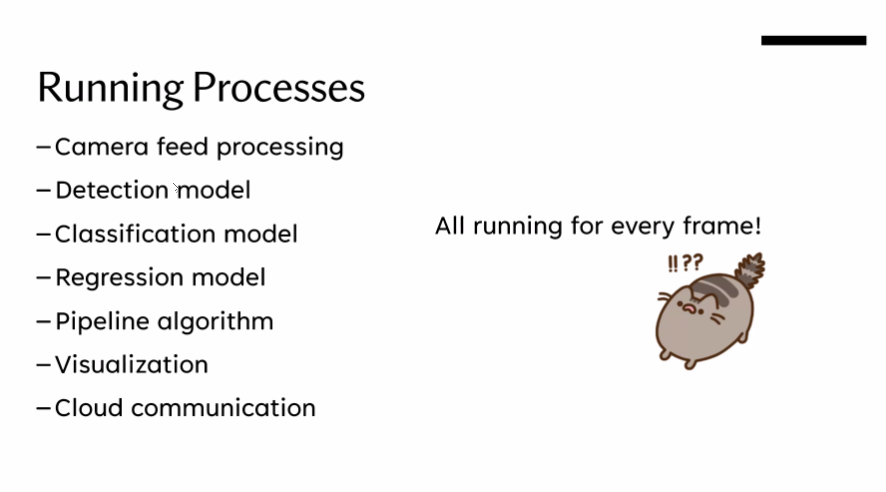 Running Processes
– Camera feed processing
– Detection model
– Classification model
– Regression model
– Pipeline algorithm
– Visualization
– Cloud communication
All running for every frame!
!!??